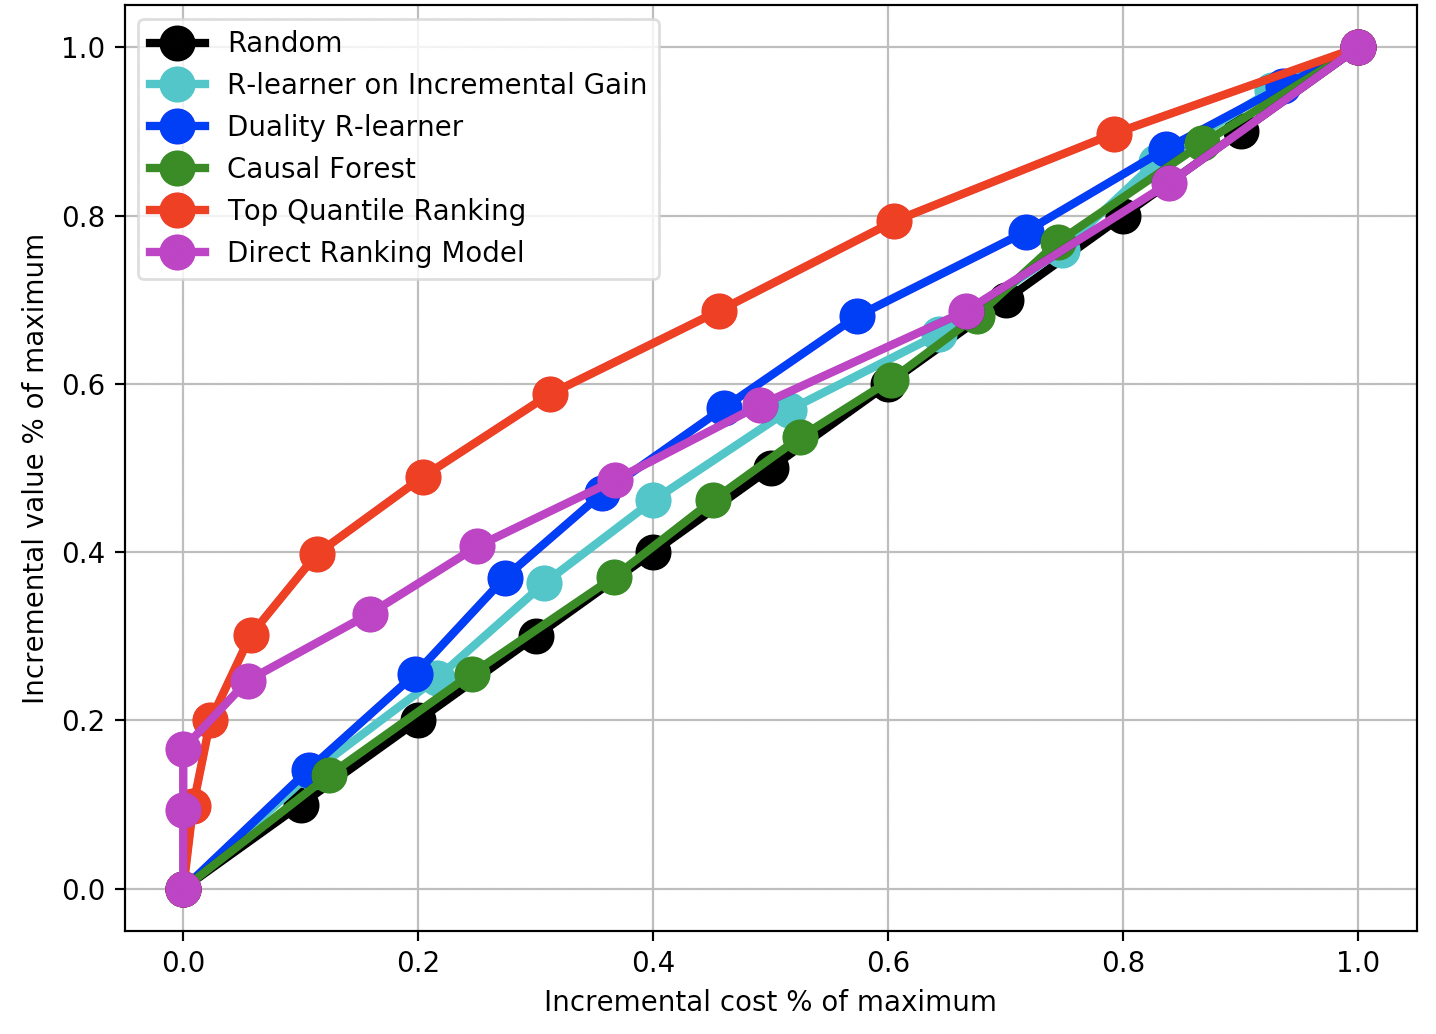 Random
R-learner on Incremental Gain
Duality R-learner
Causal Forest
Top Quantile Ranking
Direct Ranking Model
Incremental value % of maximum
1.0
0.8
0.6
0.4
0.2
0.0
0.0 0.2 0.4 0.6 0.8 1.0
Incremental cost % of maximum